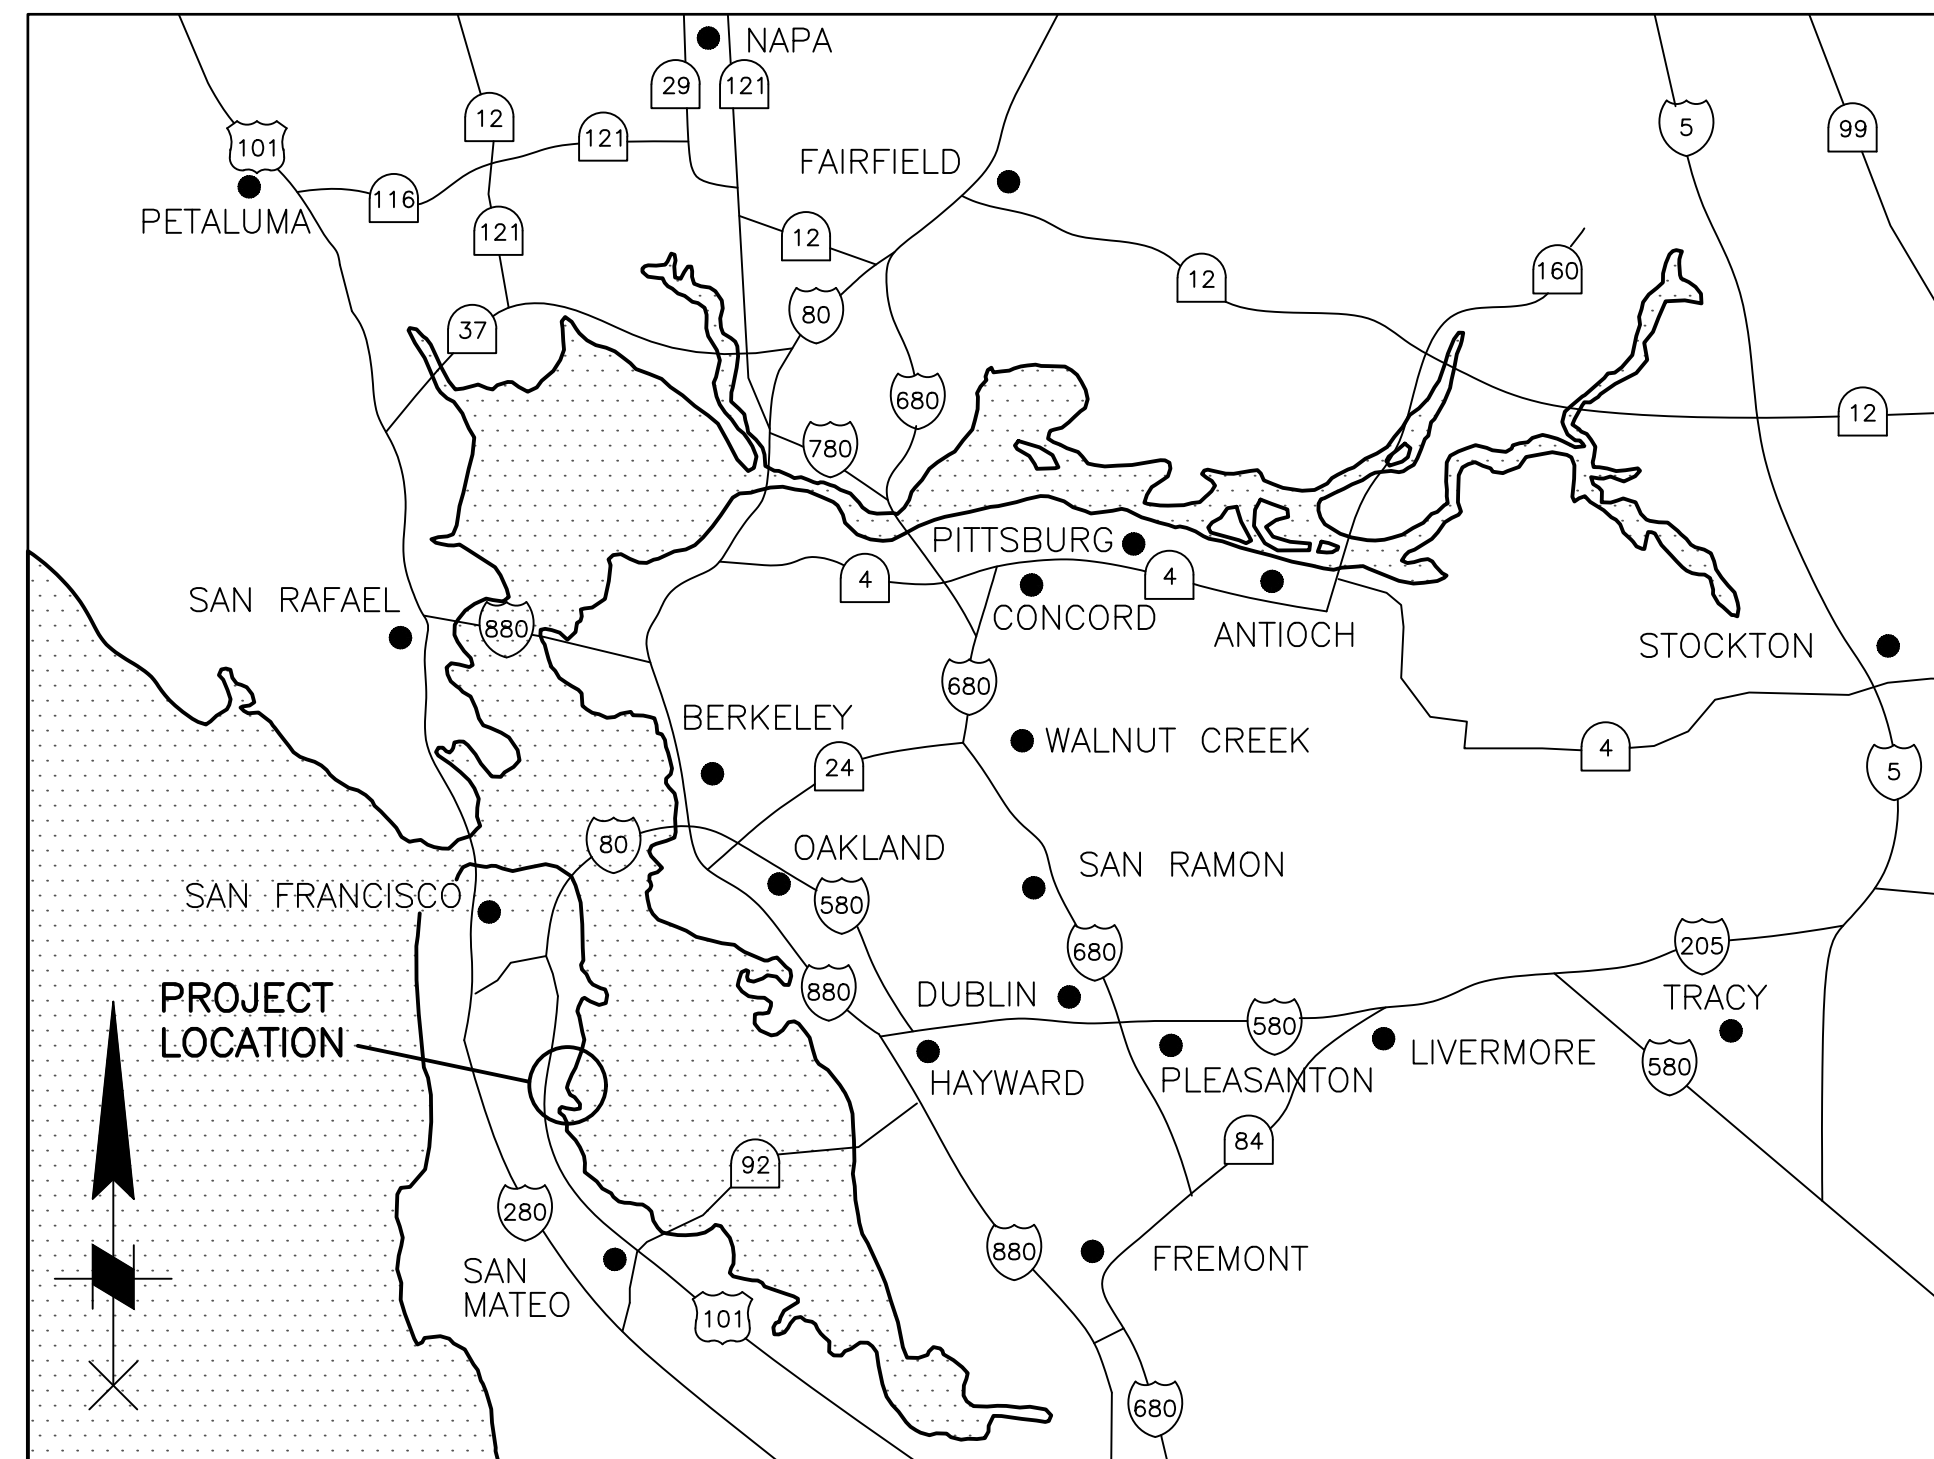 NAPA
29
121
12
101
121
5
99
FAIRFIELD
116
PETALUMA
121
12
12
160
37
80
680
12
780
PITTSBURG
4
4
SAN RAFAEL
880
CONCORD
ANTIOCH
STOCKTON
680
BERKELEY
WALNUT CREEK
24
4
5
80
OAKLAND
SAN RAMON
SAN FRANCISCO
580
680
205
PROJECT
LOCATION
880
DUBLIN
TRACY
580
LIVERMORE
580
HAYWARD
PLEASANTON
84
92
280
880
FREMONT
SAN
MATEO
101
680